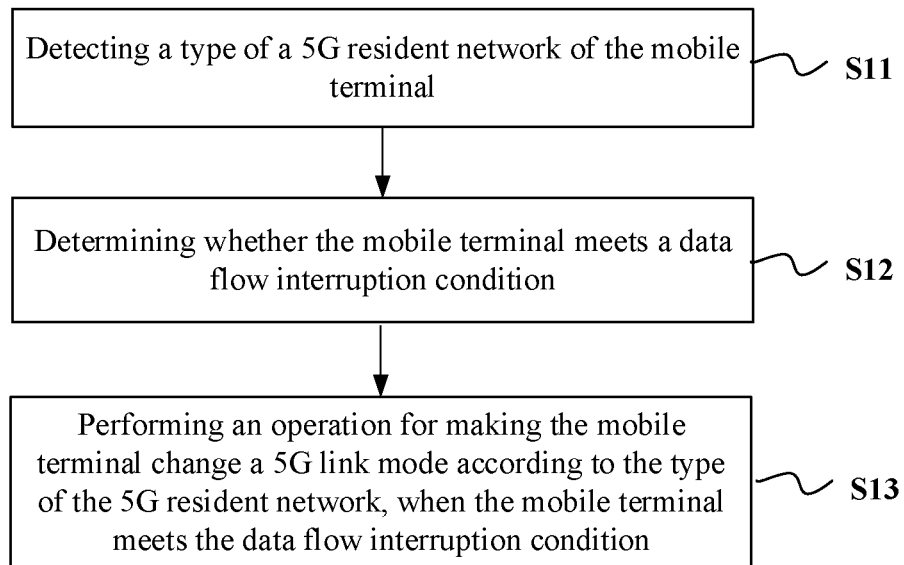 Detecting a type of a 5G resident network of the mobile
terminal
S11
Determining whether the mobile terminal meets a data
flow interruption condition
S12
Performing an operation for making the mobile
terminal change a 5G link mode according to the type
of the 5G resident network, when the mobile terminal
meets the data flow interruption condition
S13